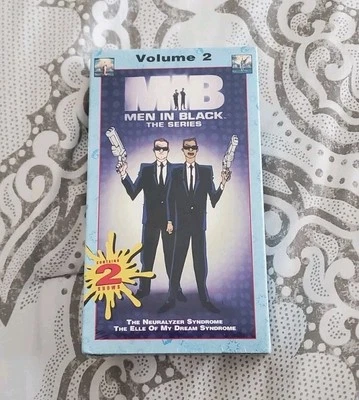 Volume 2
MIB
MEN IN BLACK
THE SERIES
CONTAINS
2
SHOWS
THE NEURALYZER SYNDROME
THE ELLE OF MY DREAM SYNDROME